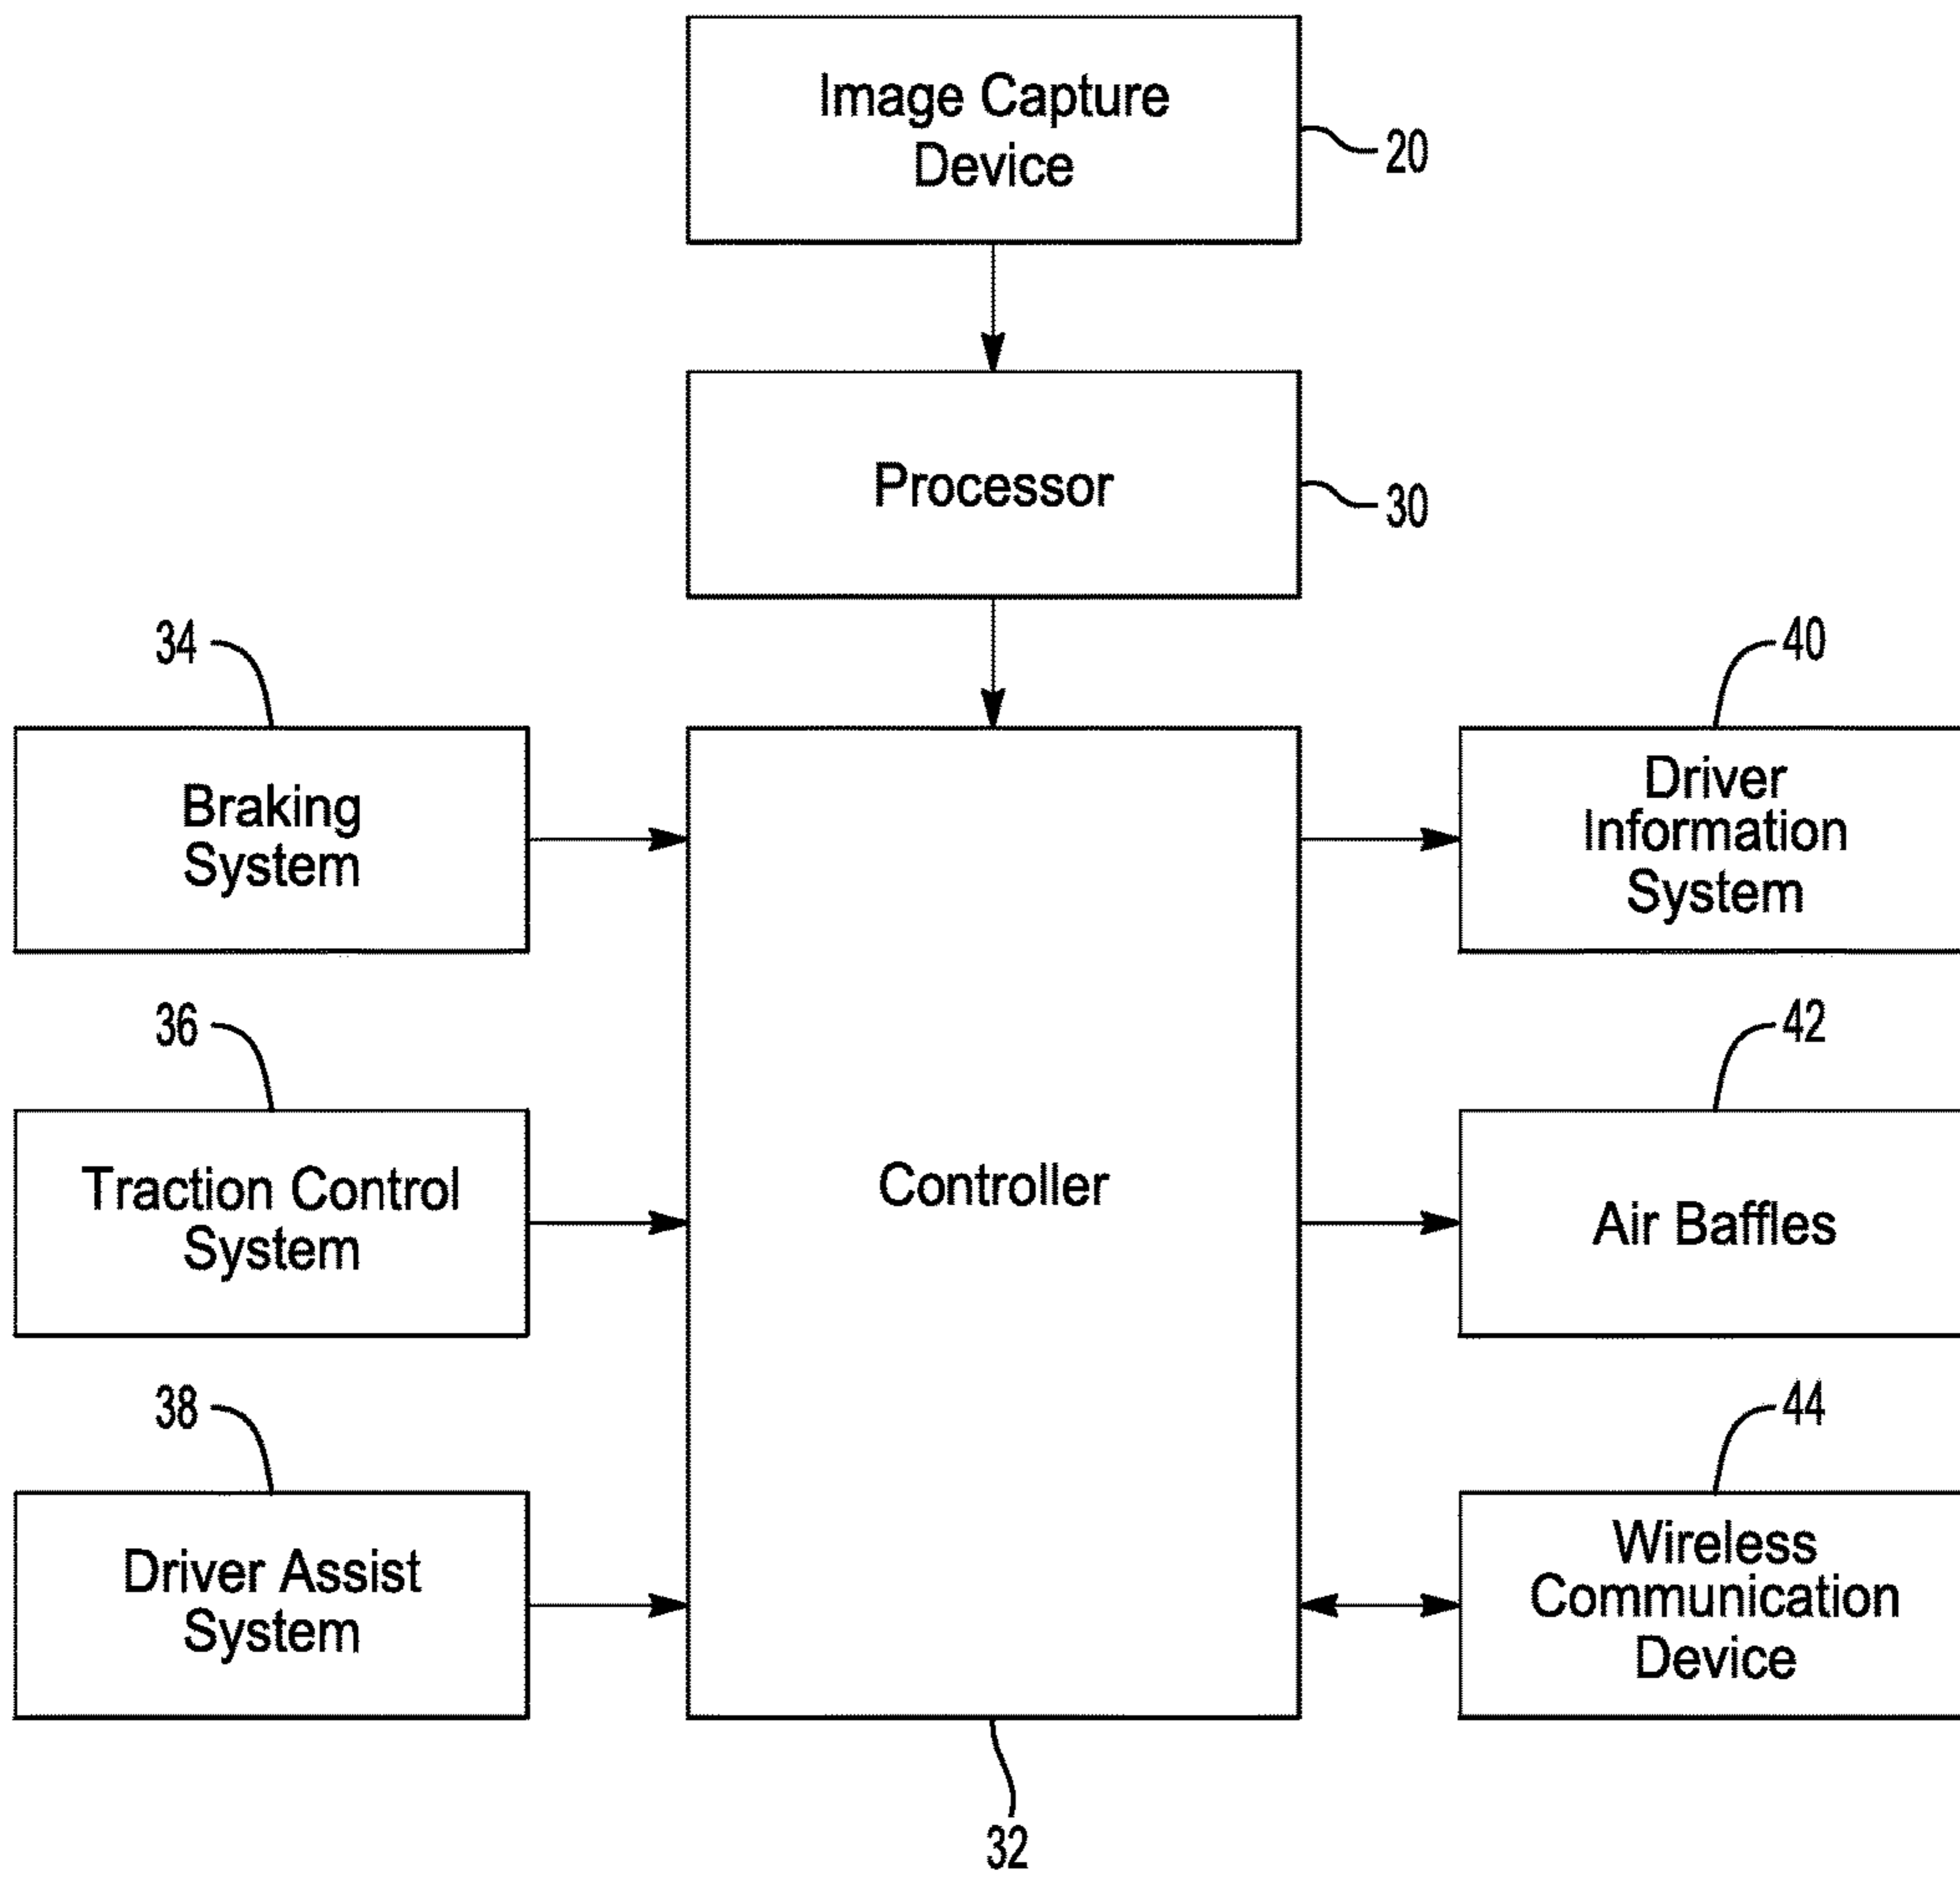 Image Capture
Device
20
Processor
30
34
40
Braking
System
Driver
Information
System
36
42
Traction Control
System
Controller
Air Baffles
38
44
Driver Assist
System
Wireless
Communication
Device
32